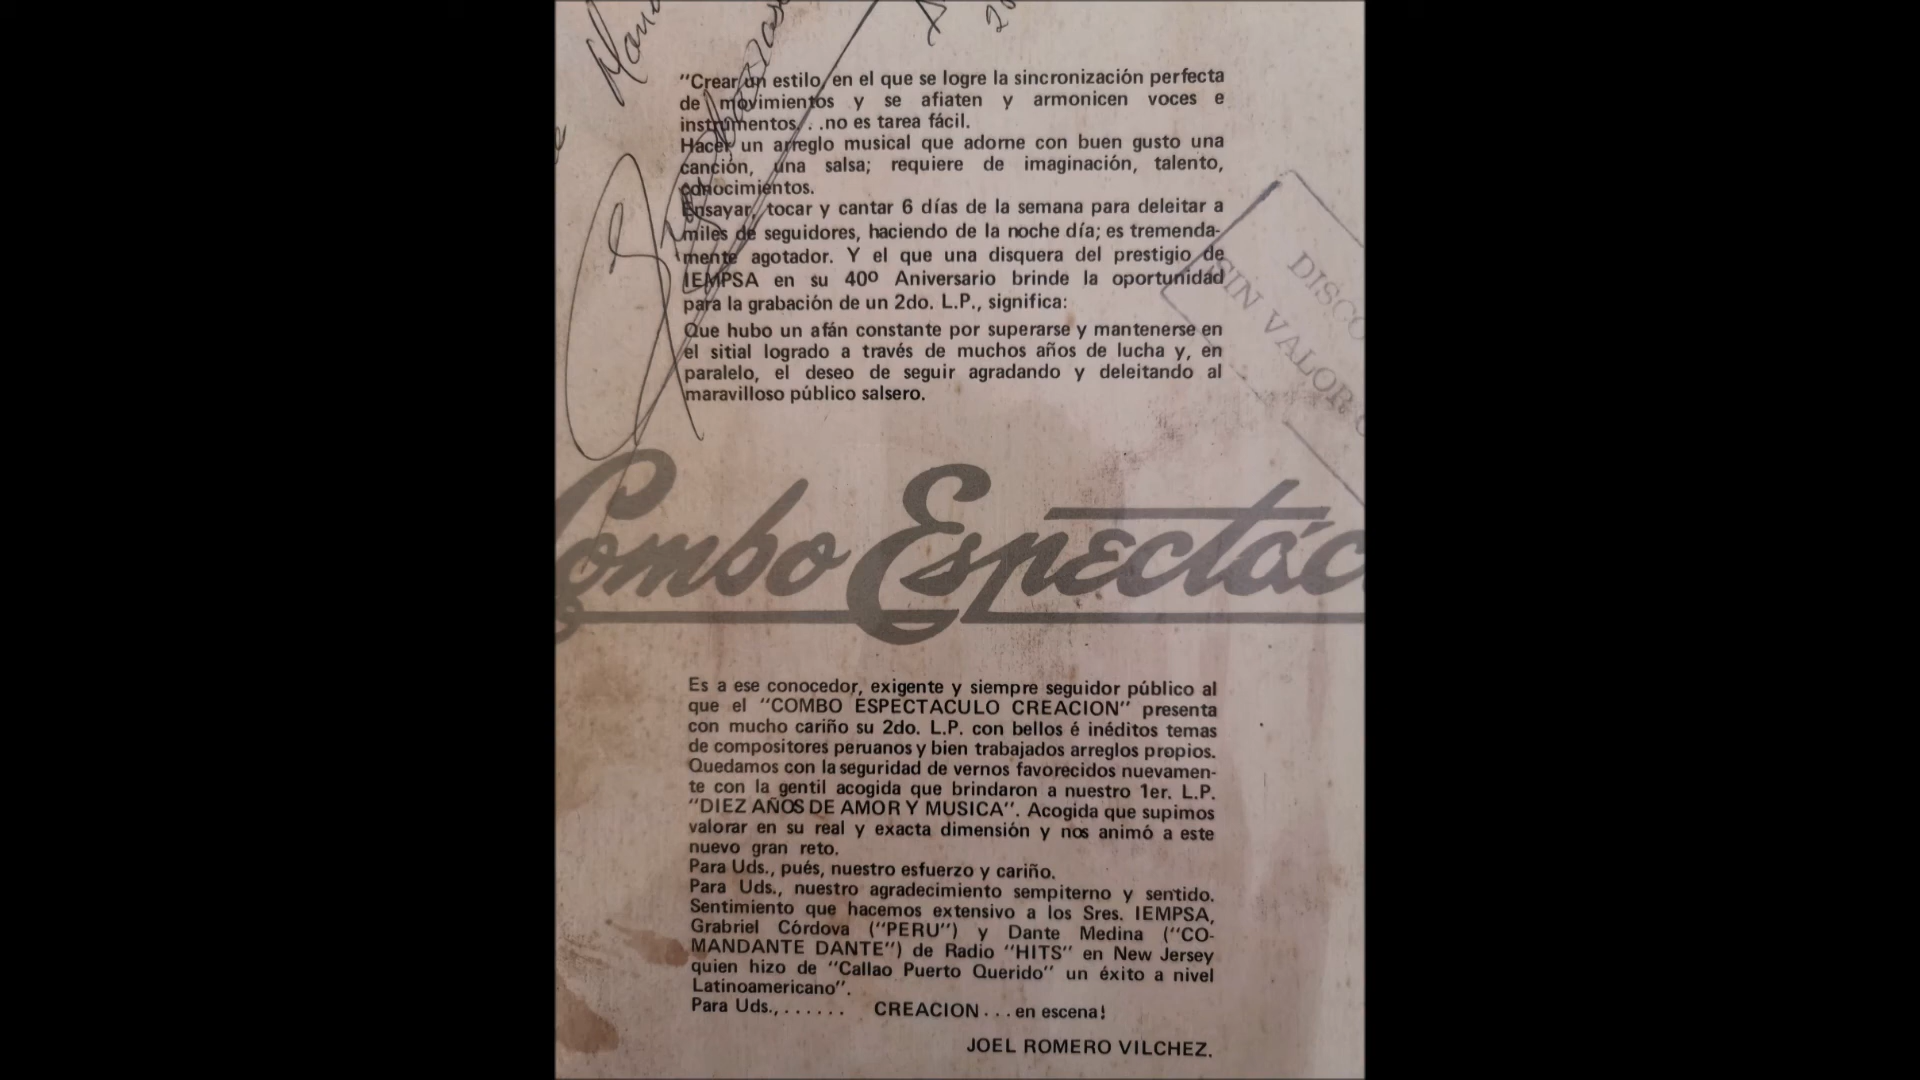 "Crear un estilo, en el que se logre la sincronización perfecta
de movimientos y se afiaten y armonicen voces e
instrumentos. . .no es tarea fácil.
Hacer un arreglo musical que adorne con buen gusto una
canción, una salsa; requiere de imaginación, talento,
conocimientos.
Ensayar, tocar y cantar 6 días de la semana para deleitar a
miles de seguidores, haciendo de la noche día; es tremenda-
mente agotador. Y el que una disquera del prestigio de
IEMPSA en su 40º Aniversario brinde la oportunidad
para la grabación de un 2do. L.P., significa:
Que hubo un afán constante por superarse y mantenerse en
el sitial logrado a través de muchos años de lucha y, en
paralelo, el deseo de seguir agradando y deleitando al
maravilloso público salsero.
DISCO
SIN VALOR
Combo Espectác
Es a ese conocedor, exigente y siempre seguidor público al
que el "COMBO ESPECTACULO CREACION" presenta
con mucho cariño su 2do. L.P. con bellos é inéditos temas
de compositores peruanos y bien trabajados arreglos propios.
Quedamos con la seguridad de vernos favorecidos nuevamen-
te con la gentil acogida que brindaron a nuestro 1er. L.P.
"DIEZ AÑOS DE AMOR Y MUSICA". Acogida que supimos
valorar en su real y exacta dimensión y nos animó a este
nuevo gran reto.
Para Uds., pués, nuestro esfuerzo y cariño.
Para Uds., nuestro agradecimiento sempiterno y sentido.
Sentimiento que hacemos extensivo a los Sres. IEMPSA,
Grabriel Córdova ("PERU") y Dante Medina ("CO-
MANDANTE DANTE") de Radio "HITS" en New Jersey
quien hizo de "Callao Puerto Querido" un éxito a nivel
Latinoamericano".
Para Uds.,. . . . . . CREACION . . . en escena!
JOEL ROMERO VILCHEZ.